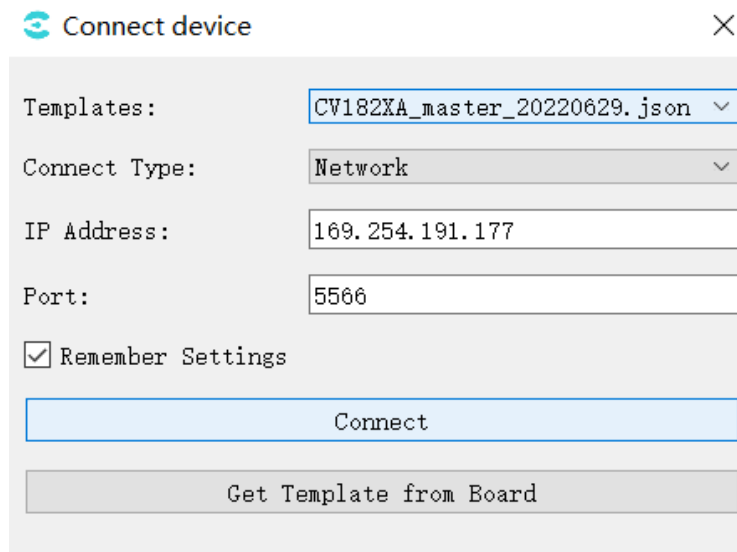 Connect device
Templates: CV182XA_master_20220629.json
Connect Type: Network
IP Address: 169.254.191.177
Port: 5566
Remember Settings
Connect
Get Template from Board